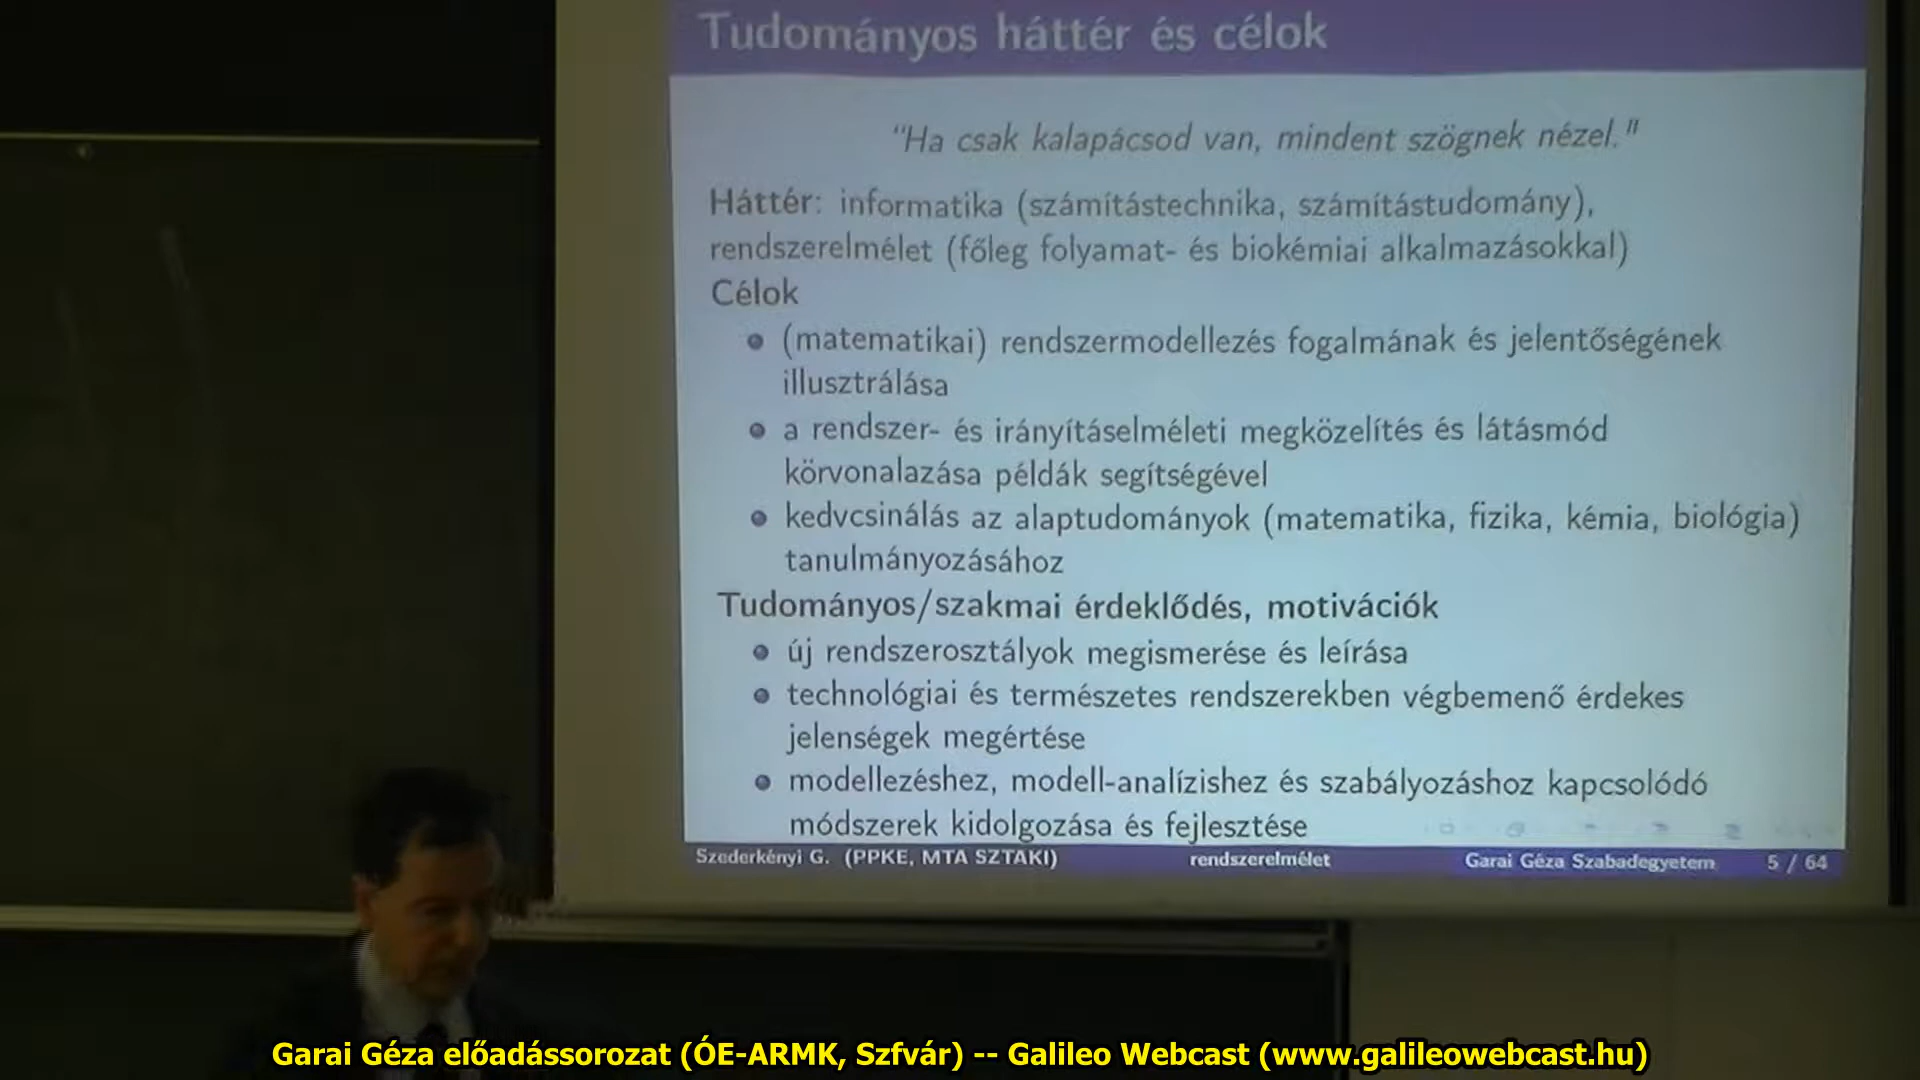 Tudományos háttér és célok
"Ha csak kalapácsod van, mindent szögnek nézel."
Háttér: informatika (számítástechnika, számítástudomány),
rendszerelmélet (főleg folyamat- és biokémiai alkalmazásokkal)
Célok
(matematikai) rendszermodellezés fogalmának és jelentőségének
illusztrálása
a rendszer- és irányításelméleti megközelítés és látásmód
körvonalazása példák segítségével
kedvcsinálás az alaptudományok (matematika, fizika, kémia, biológia)
tanulmányozásához
Tudományos/szakmai érdeklődés, motivációk
új rendszerosztályok megismerése és leírása
technológiai és természetes rendszerekben végbemenő érdekes
jelenségek megértése
modellezéshez, modell-analízishez és szabályozáshoz kapcsolódó
módszerek kidolgozása és fejlesztése
Szederkényi G. (PPKE, MTA SZTAKI) rendszerelmélet Garai Géza Szabadegyetem 5 / 64
Garai Géza előadássorozat (ÓE-ARMK, Szfvár) -- Galileo Webcast (www.galileowebcast.hu)